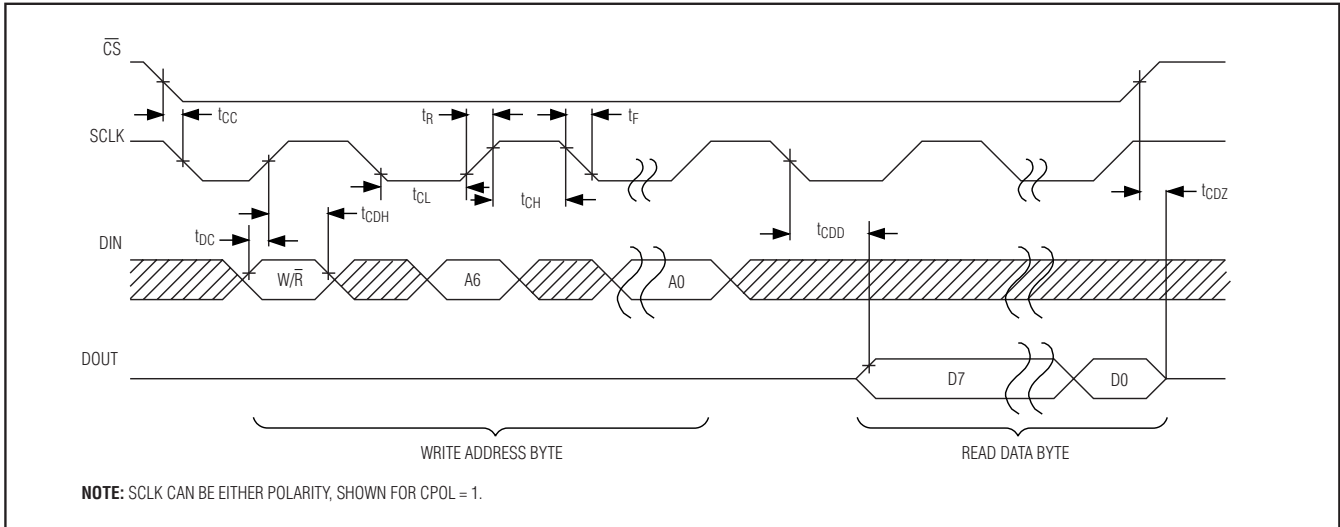 CS
tCC
tR
tF
SCLK
tCL
tCH
tCDZ
tCDH
tDC
tCDD
DIN
W/R
A6
A0
DOUT
D7
D0
WRITE ADDRESS BYTE
READ DATA BYTE
NOTE: SCLK CAN BE EITHER POLARITY, SHOWN FOR CPOL = 1.